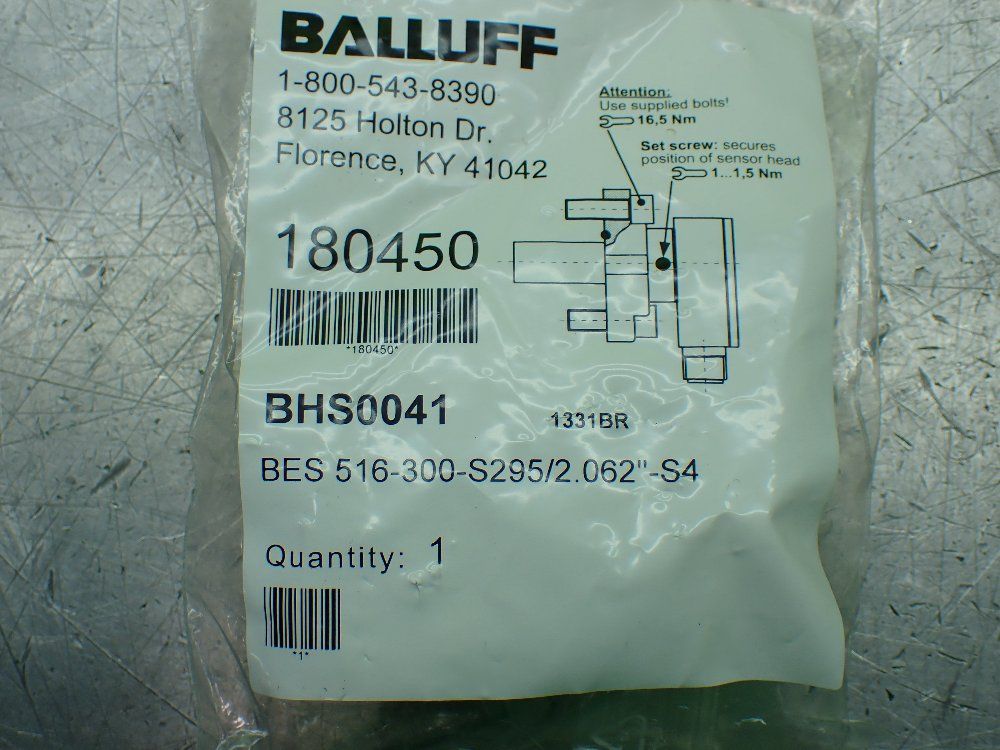 BALLUFF
1-800-543-8390
8125 Holton Dr.
Florence, KY 41042
Attention:
Use supplied bolts!
16,5 Nm
Set screw: secures
position of sensor head
1...1,5 Nm
180450
*180450*
BHS0041
1331BR
BES 516-300-S295/2.062"-S4
Quantity: 1
*1*